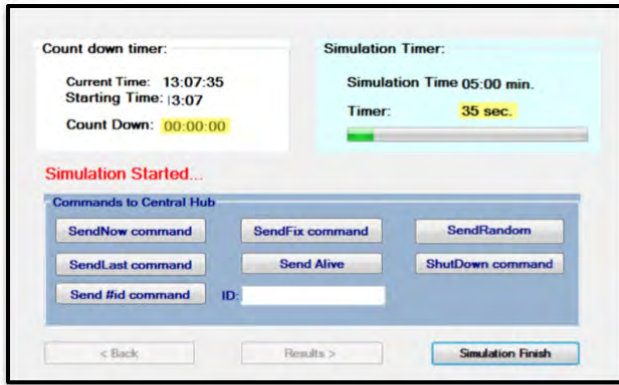 Count down timer:
Current Time: 13:07:35
Starting Time: 13:07
Count Down: 00:00:00
Simulation Timer:
Simulation Time 05:00 min.
Timer: 35 sec.
Simulation Started...
Commands to Central Hub
SendNow command SendFix command SendRandom
SendLast command Send Alive ShutDown command
Send #id command ID:
< Back Results > Simulation Finish